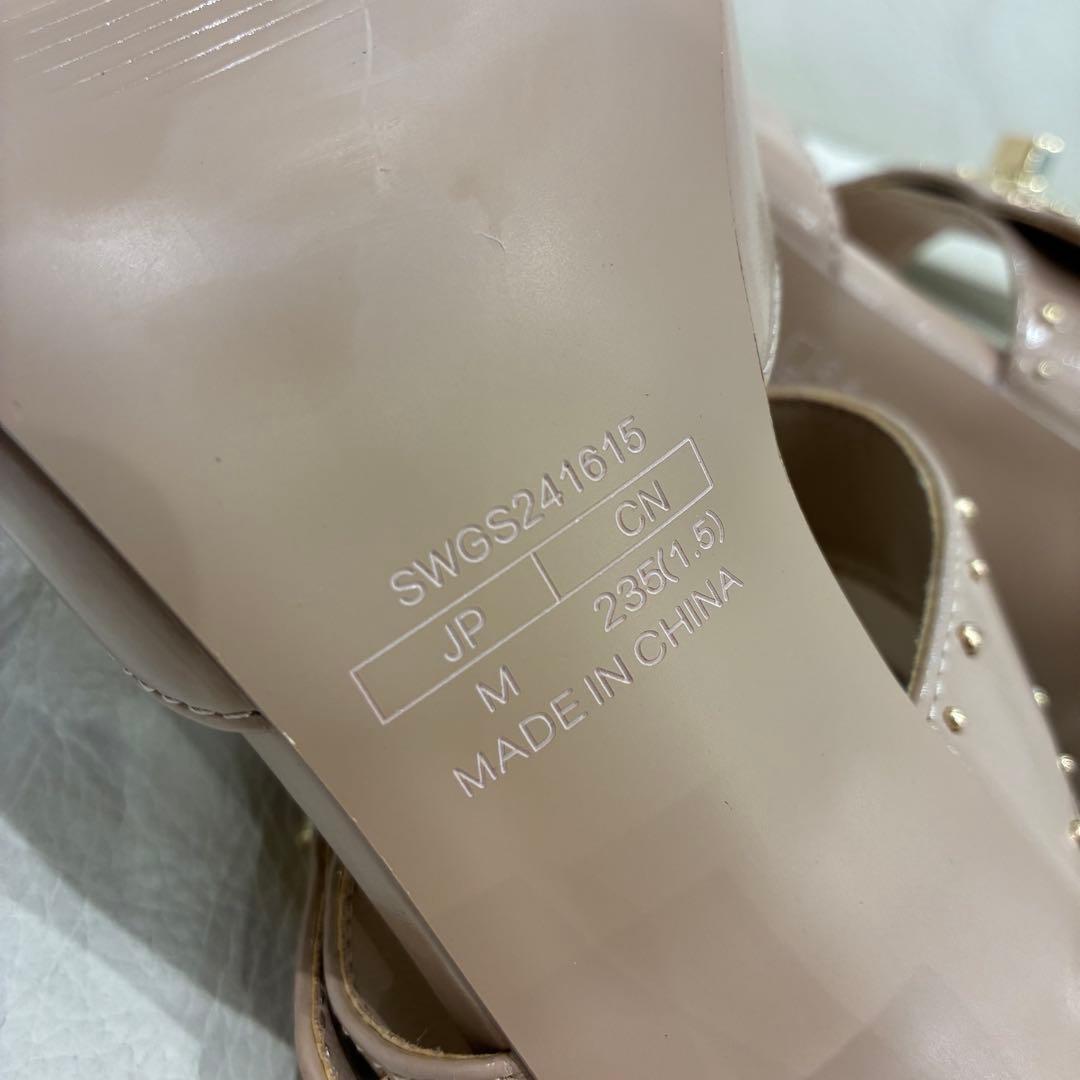 SWGS241615
JP CN
M 235(1.5)
MADE IN CHINA